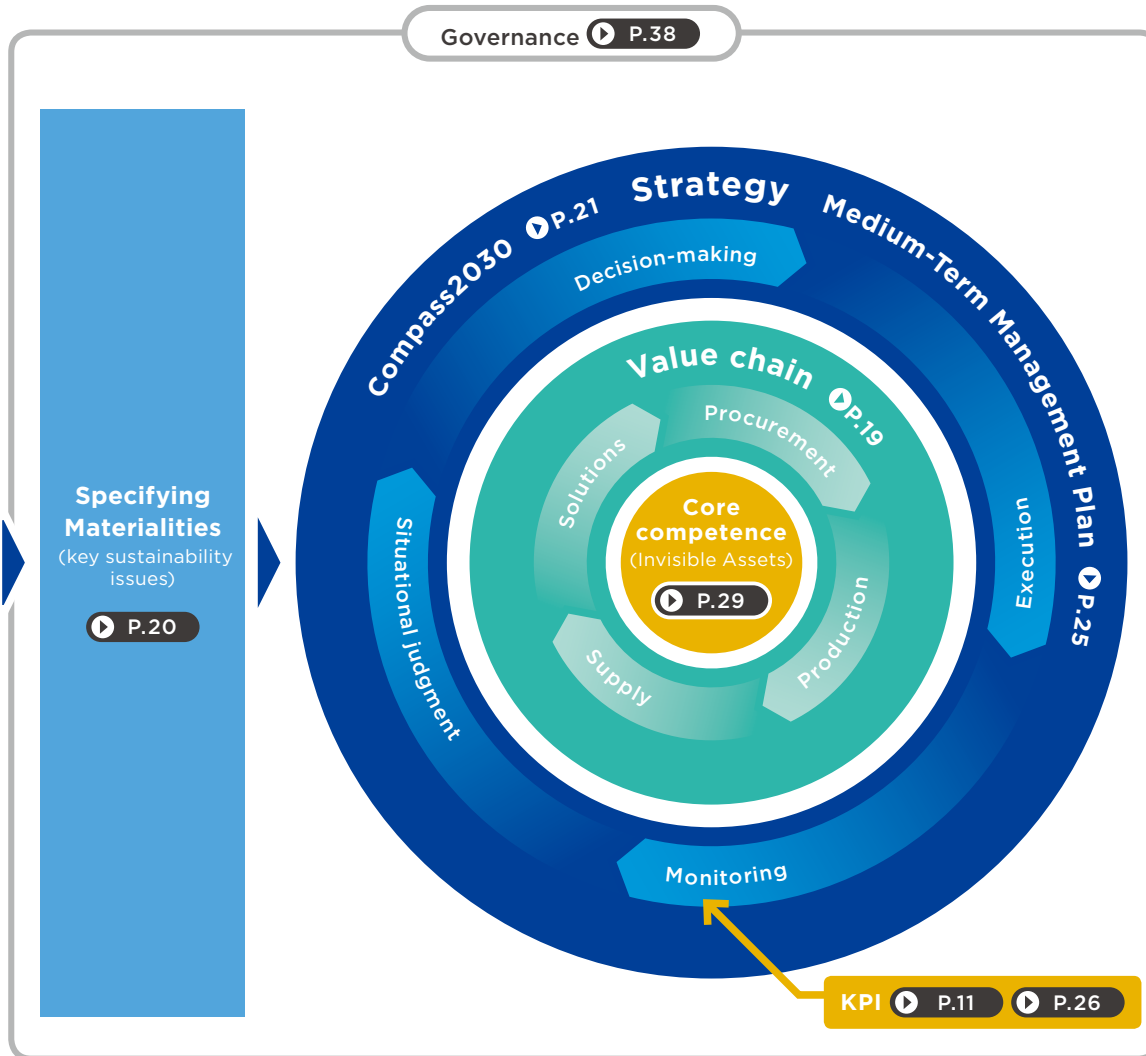 Governance P.38
Specifying
Materialities
(key sustainability
issues)
P.20
Strategy
Compass2030 P.21
Medium-Term Management Plan P.25
Decision-making
Execution
Monitoring
Situational judgment
Value chain P.19
Procurement
Production
Supply
Solutions
Core
competence
(Invisible Assets)
P.29
KPI P.11 P.26